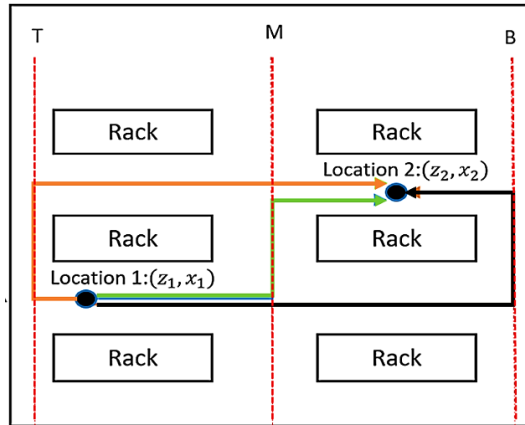 T M B
Rack Rack
Location 2:(z₂, x₂)
Rack Rack
Location 1:(z₁, x₁)
Rack Rack